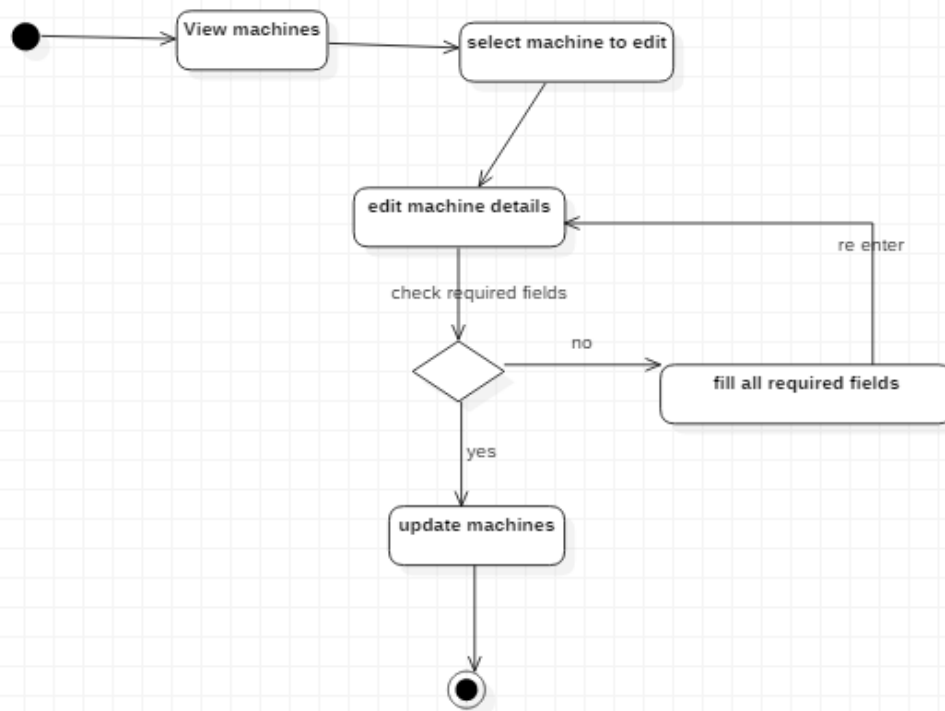 View machines
select machine to edit
edit machine details
re enter
check required fields
no
fill all required fields
yes
update machines